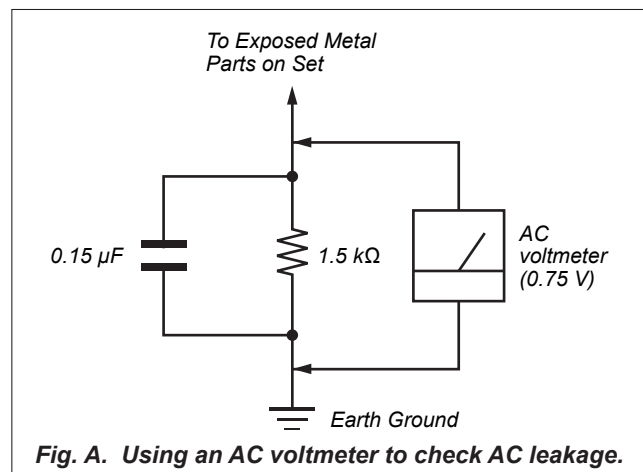 To Exposed Metal
Parts on Set
0.15 µF
1.5 kΩ
AC
voltmeter
(0.75 V)
Earth Ground
Fig. A. Using an AC voltmeter to check AC leakage.